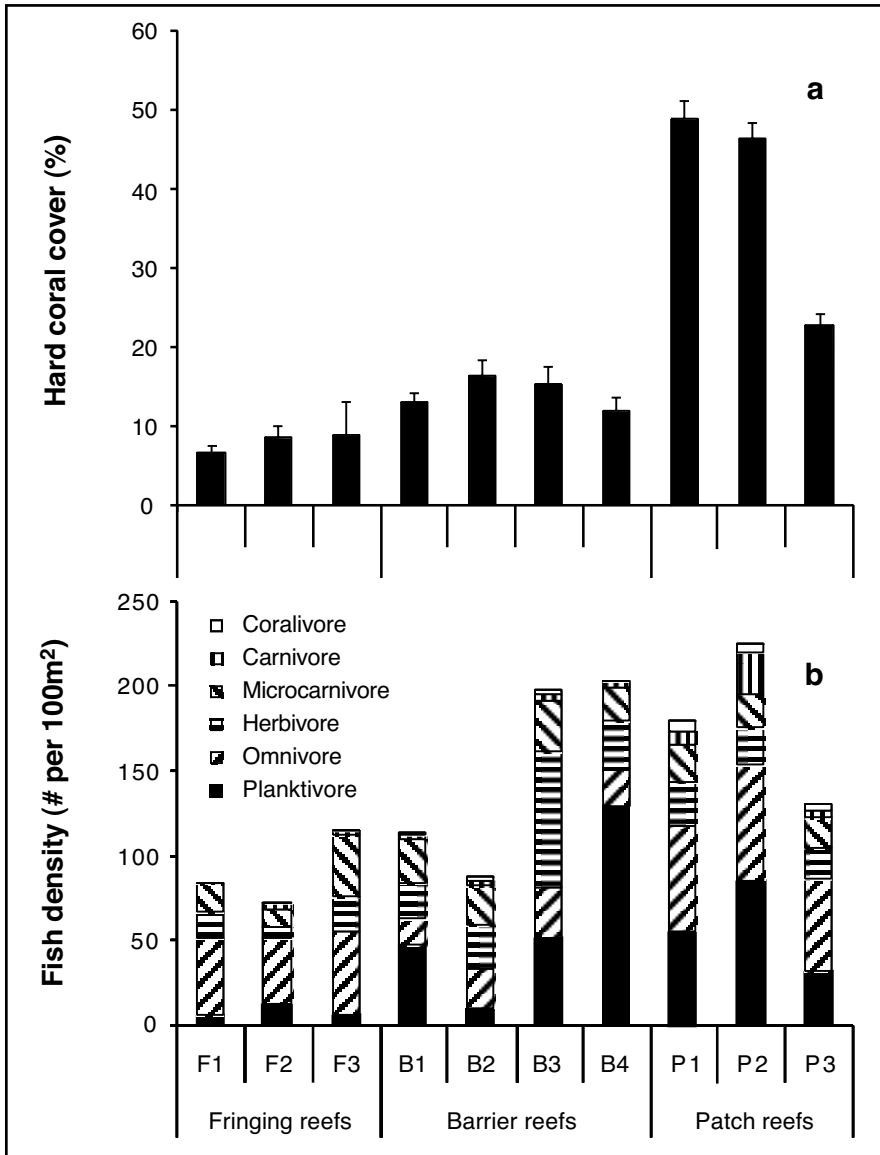 60
50
40
30
20
10
0
Hard coral cover (%)
a
250
200
150
100
50
0
Fish density (# per 100m²)
b
Coralivore
Carnivore
Microcarnivore
Herbivore
Omnivore
Planktivore
F1 F2 F3 B1 B2 B3 B4 P1 P2 P3
Fringing reefs Barrier reefs Patch reefs